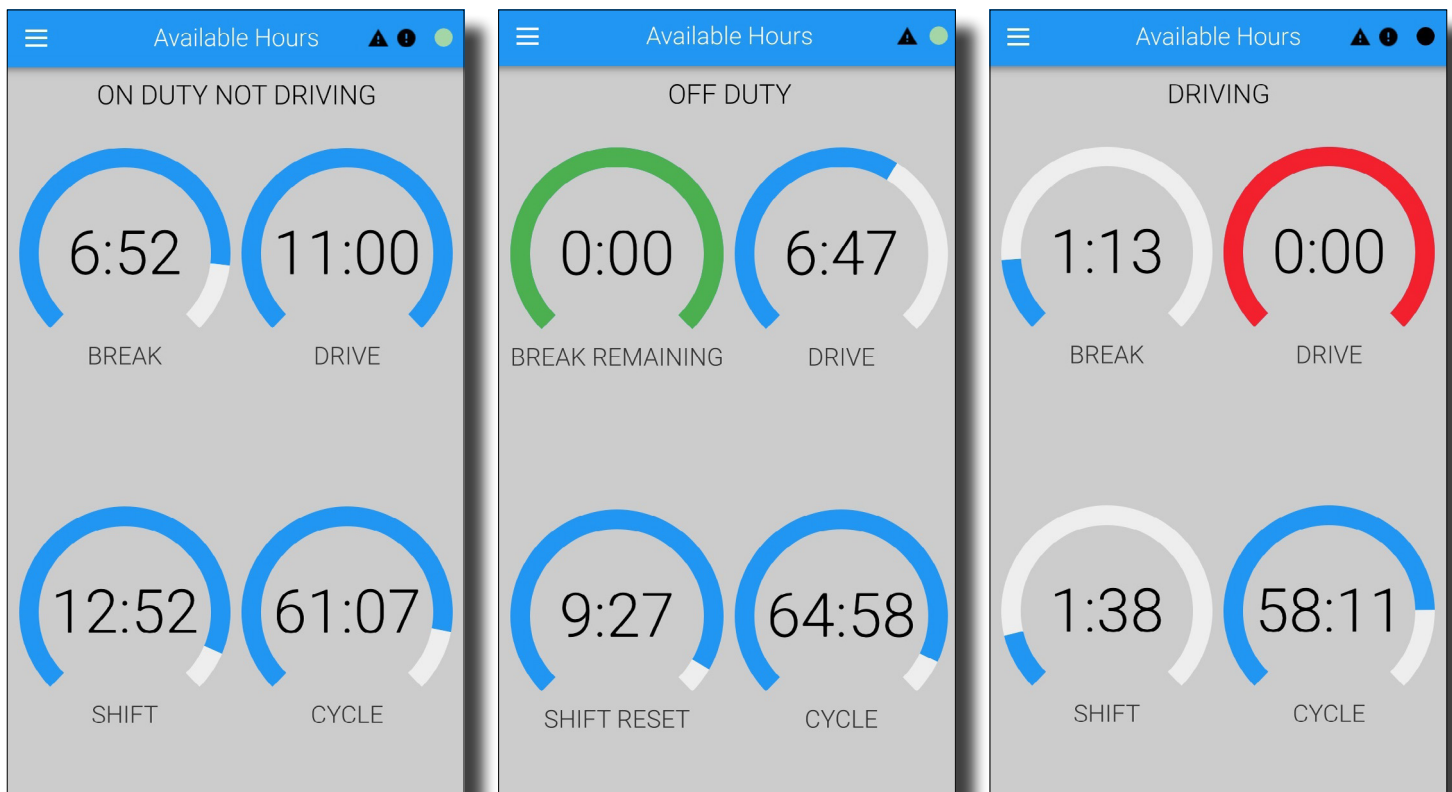 Available Hours
ON DUTY NOT DRIVING
6:52
11:00
BREAK
DRIVE
12:52
61:07
SHIFT
CYCLE
Available Hours
OFF DUTY
0:00
6:47
BREAK REMAINING
DRIVE
9:27
64:58
SHIFT RESET
CYCLE
Available Hours
DRIVING
1:13
0:00
BREAK
DRIVE
1:38
58:11
SHIFT
CYCLE